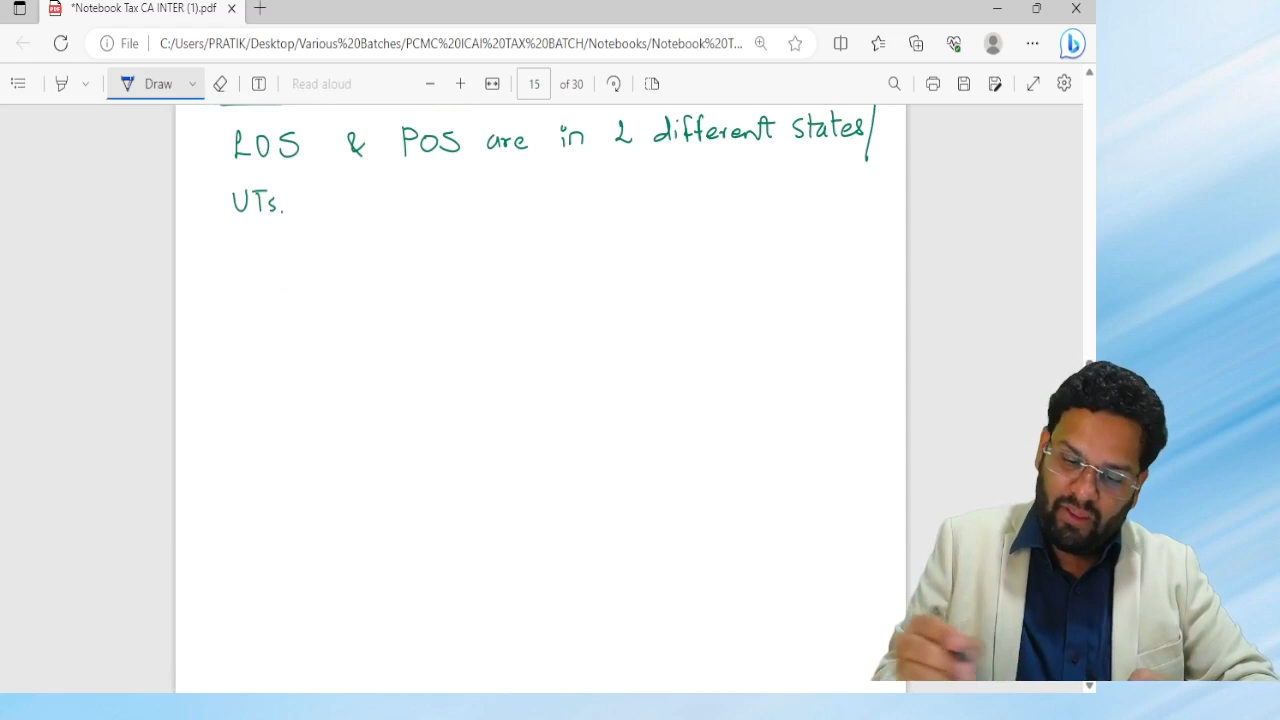 *Notebook Tax CA INTER (1).pdf
File C:/Users/PRATIK/Desktop/Various%20Batches/PCMC%20ICAI%20TAX%20BATCH/Notebooks/Notebook%20T...
Draw Read aloud 15 of 30
LOS & POS are in 2 different states/
UTs.